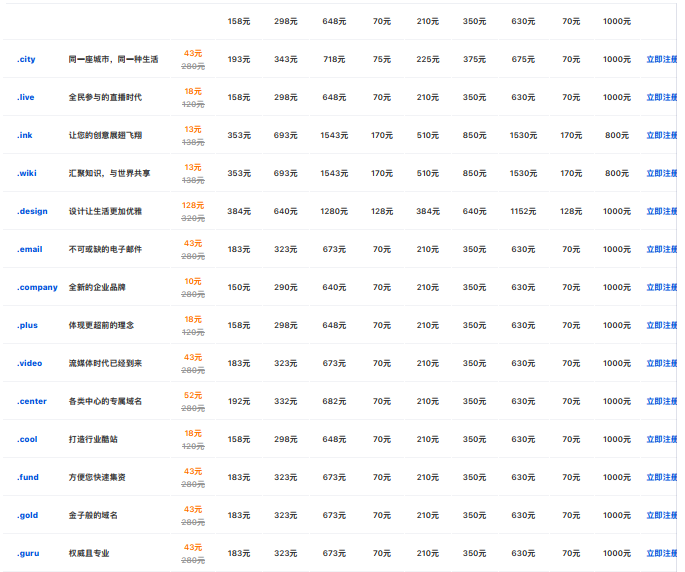 158元 298元 648元 70元 210元 350元 630元 70元 1000元
.city 同一座城市，同一种生活 43元 280元 193元 343元 718元 75元 225元 375元 675元 70元 1000元 立即注册
.live 全民参与的直播时代 18元 120元 158元 298元 648元 70元 210元 350元 630元 70元 1000元 立即注册
.ink 让您的创意展翅飞翔 13元 138元 353元 693元 1543元 170元 510元 850元 1530元 170元 800元 立即注册
.wiki 汇聚知识，与世界共享 13元 138元 353元 693元 1543元 170元 510元 850元 1530元 170元 800元 立即注册
.design 设计让生活更加优雅 128元 320元 384元 640元 1280元 128元 384元 640元 1152元 128元 1000元 立即注册
.email 不可或缺的电子邮件 43元 280元 183元 323元 673元 70元 210元 350元 630元 70元 1000元 立即注册
.company 全新的企业品牌 10元 280元 150元 290元 640元 70元 210元 350元 630元 70元 1000元 立即注册
.plus 体现更超前的理念 18元 120元 158元 298元 648元 70元 210元 350元 630元 70元 1000元 立即注册
.video 流媒体时代已经到来 43元 280元 183元 323元 673元 70元 210元 350元 630元 70元 1000元 立即注册
.center 各类中心的专属域名 52元 280元 192元 332元 682元 70元 210元 350元 630元 70元 1000元 立即注册
.cool 打造行业酷站 18元 120元 158元 298元 648元 70元 210元 350元 630元 70元 1000元 立即注册
.fund 方便您快速集资 43元 280元 183元 323元 673元 70元 210元 350元 630元 70元 1000元 立即注册
.gold 金子般的域名 43元 280元 183元 323元 673元 70元 210元 350元 630元 70元 1000元 立即注册
.guru 权威且专业 43元 280元 183元 323元 673元 70元 210元 350元 630元 70元 1000元 立即注册